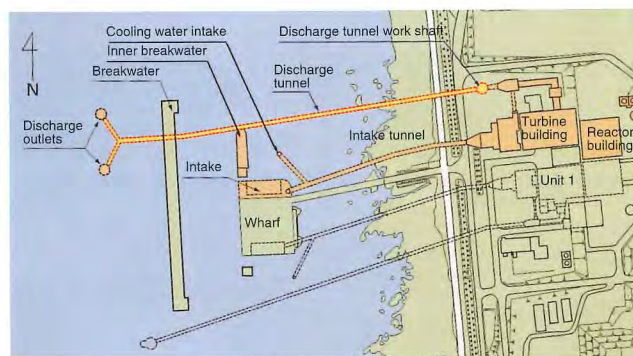 Cooling water intake
Inner breakwater
Breakwater
N
Discharge tunnel work shaft
Discharge
tunnel
Discharge
outlets
Intake tunnel
Turbine
building
Reactor
building
Intake
Unit 1
Wharf